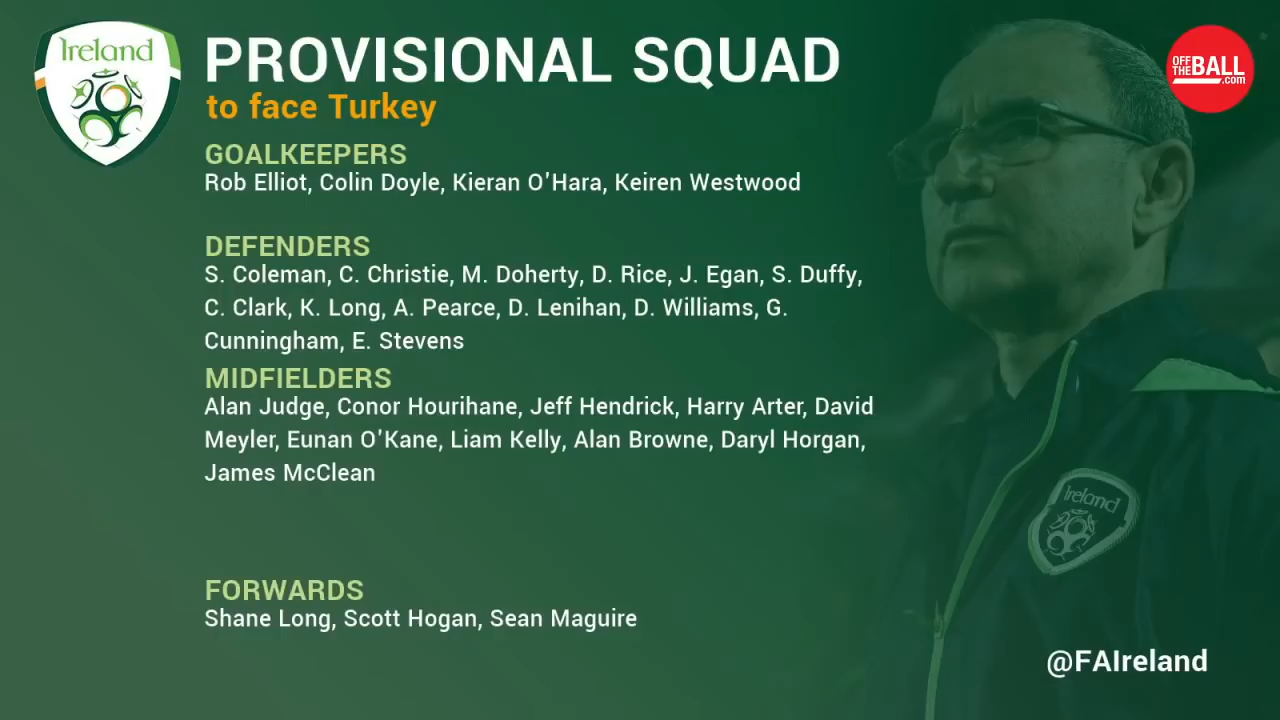 Ireland
PROVISIONAL SQUAD
to face Turkey
OFF THE BALL .com
GOALKEEPERS
Rob Elliot, Colin Doyle, Kieran O'Hara, Keiren Westwood
DEFENDERS
S. Coleman, C. Christie, M. Doherty, D. Rice, J. Egan, S. Duffy,
C. Clark, K. Long, A. Pearce, D. Lenihan, D. Williams, G.
Cunningham, E. Stevens
MIDFIELDERS
Alan Judge, Conor Hourihane, Jeff Hendrick, Harry Arter, David
Meyler, Eunan O'Kane, Liam Kelly, Alan Browne, Daryl Horgan,
James McClean
Ireland
FORWARDS
Shane Long, Scott Hogan, Sean Maguire
@FAIreland